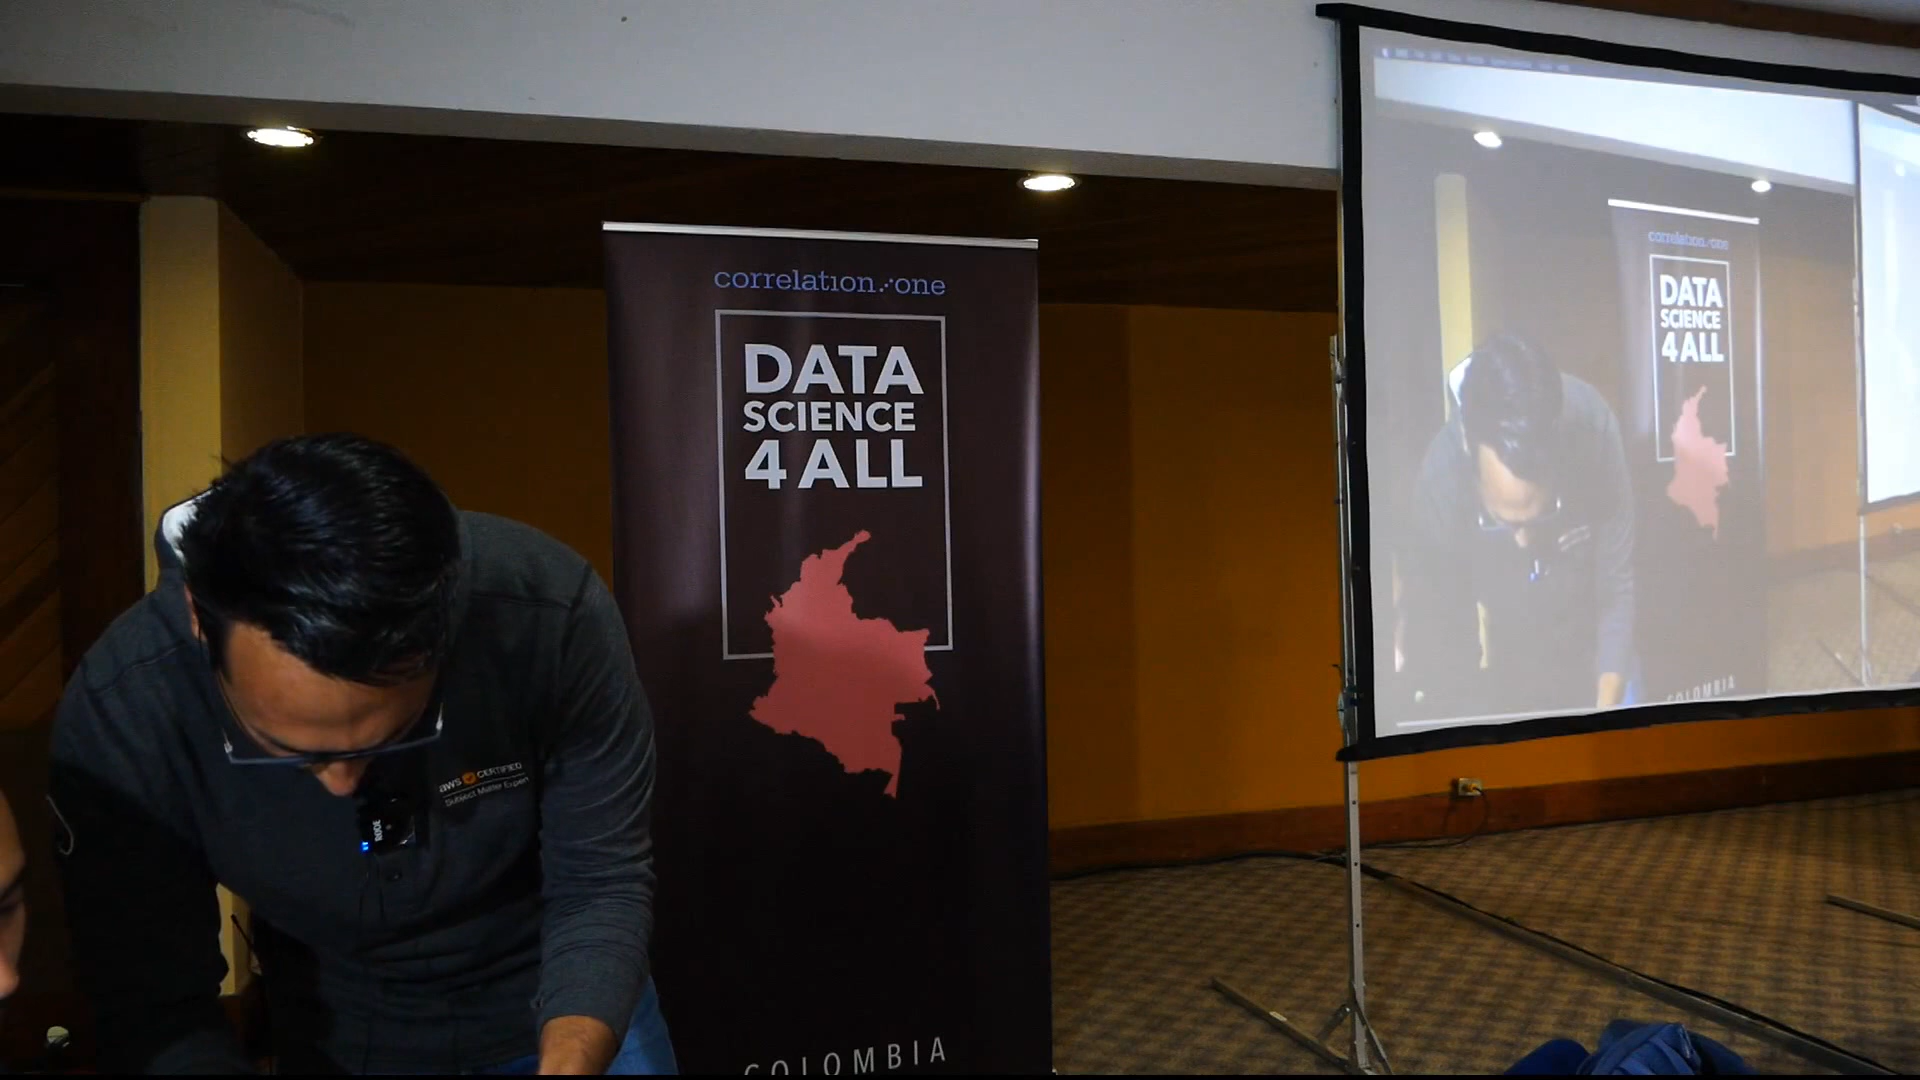 correlation one
DATA
SCIENCE
4 ALL
COLOMBIA
aws CERTIFIED
Subject Matter Expert
RØDE
correlation one
DATA
SCIENCE
4 ALL
COLOMBIA